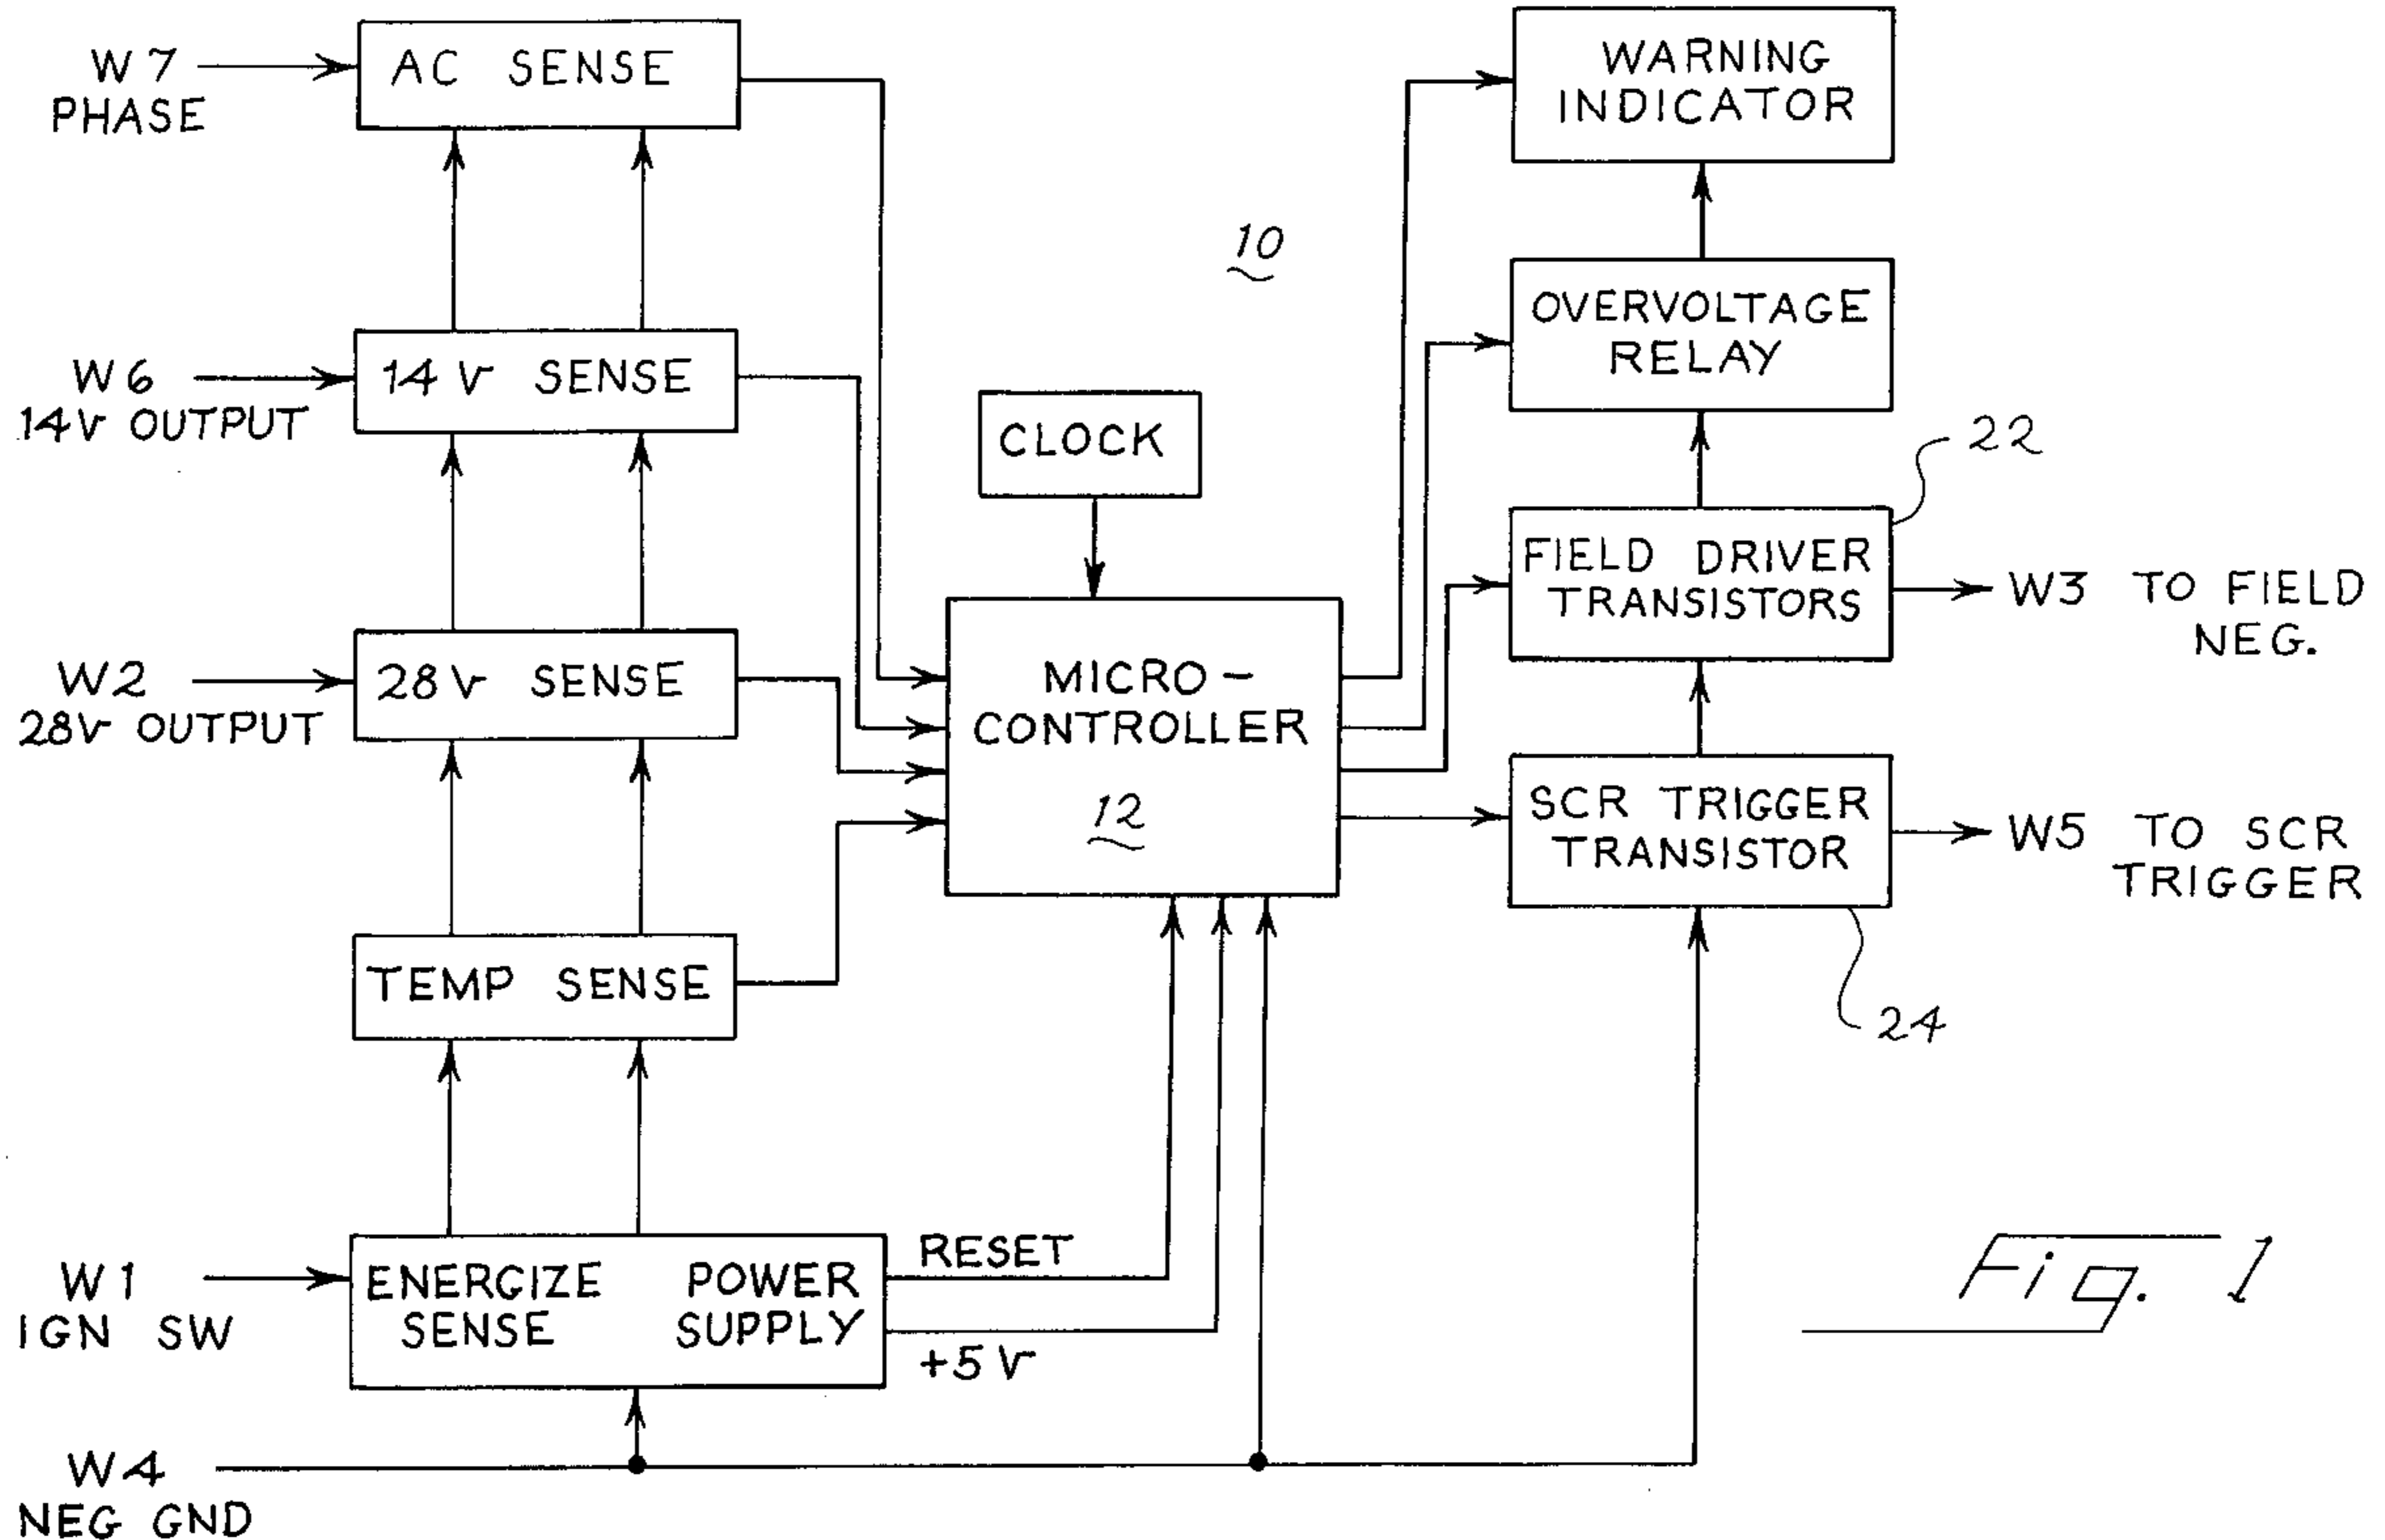 W7
PHASE
AC SENSE
WARNING
INDICATOR
10
OVERVOLTAGE
RELAY
W6
14V OUTPUT
14V SENSE
CLOCK
22
FIELD DRIVER
TRANSISTORS
W3 TO FIELD
NEG.
W2
28V OUTPUT
28V SENSE
MICRO-
CONTROLLER
12
SCR TRIGGER
TRANSISTOR
W5 TO SCR
TRIGGER
24
TEMP SENSE
W1
IGN SW
ENERGIZE
SENSE
POWER
SUPPLY
RESET
+5V
W4
NEG GND
Fig. 1